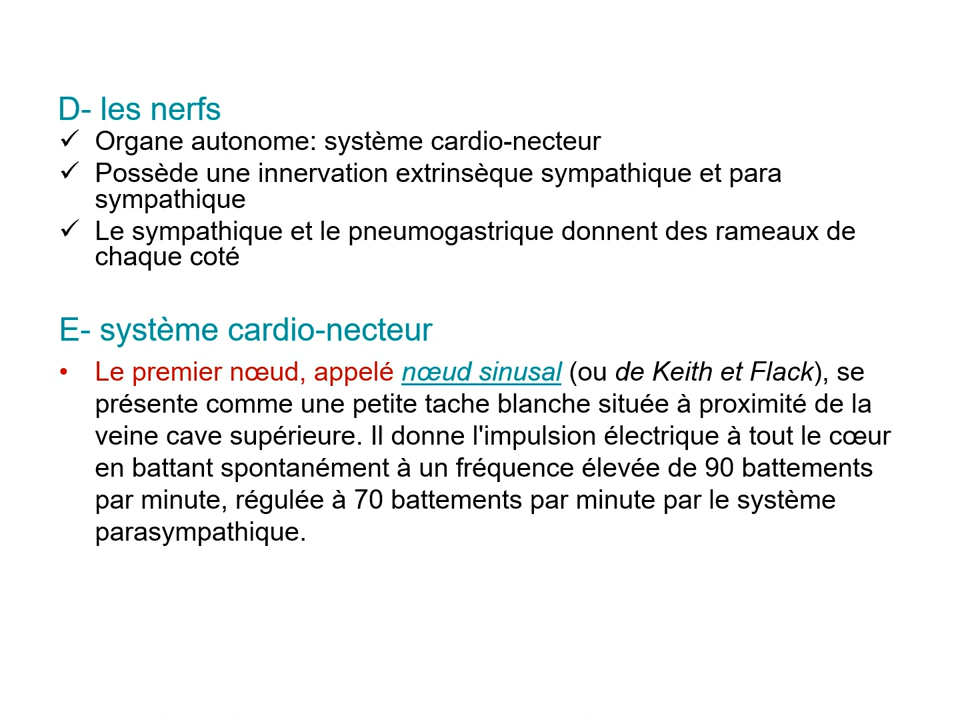 D- les nerfs
✓ Organe autonome: système cardio-necteur
✓ Possède une innervation extrinsèque sympathique et para
sympathique
✓ Le sympathique et le pneumogastrique donnent des rameaux de
chaque coté
E- système cardio-necteur
• Le premier nœud, appelé nœud sinusal (ou de Keith et Flack), se
présente comme une petite tache blanche située à proximité de la
veine cave supérieure. Il donne l'impulsion électrique à tout le cœur
en battant spontanément à un fréquence élevée de 90 battements
par minute, régulée à 70 battements par minute par le système
parasympathique.